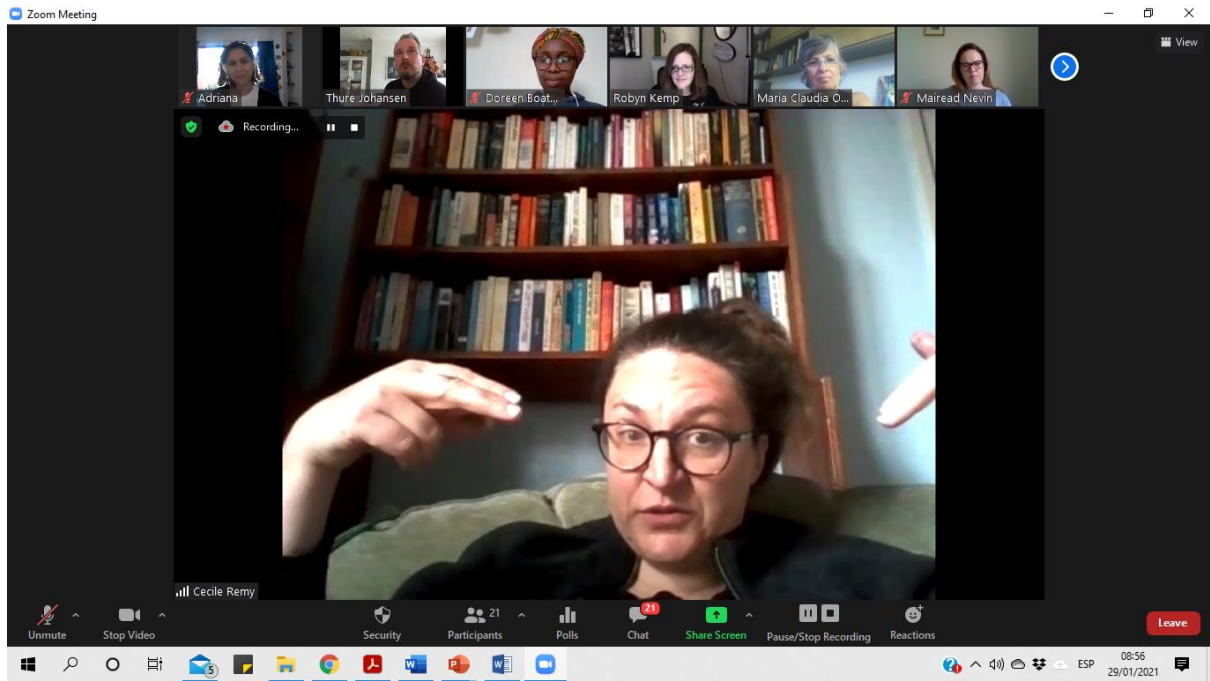 Zoom Meeting
View
Adriana
Thure Johansen
Doreen Boat...
Robyn Kemp
Maria Claudia O...
Mairead Nevin
Recording...
Cecile Remy
21
21
Unmute
Stop Video
Security
Participants
Polls
Chat
Share Screen
Pause/Stop Recording
Reactions
Leave
5
ESP
08:56
29/01/2021